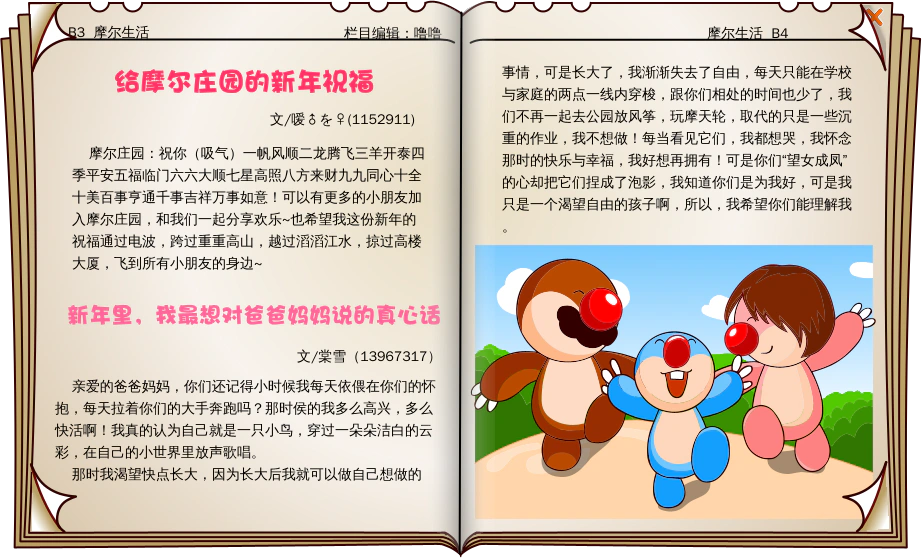 B3 摩尔生活
栏目编辑：噜噜
给摩尔庄园的新年祝福
文/嗳♁を♀(1152911)
摩尔庄园：祝你（吸气）一帆风顺二龙腾飞三羊开泰四
季平安五福临门六六大顺七星高照八方来财九九同心十全
十美百事亨通千事吉祥万事如意！可以有更多的小朋友加
入摩尔庄园，和我们一起分享欢乐~也希望我这份新年的
祝福通过电波，跨过重重高山，越过滔滔江水，掠过高楼
大厦，飞到所有小朋友的身边~
新年里，我最想对爸爸妈妈说的真心话
文/棠雪（13967317）
亲爱的爸爸妈妈，你们还记得小时候我每天依偎在你们的怀
抱，每天拉着你们的大手奔跑吗？那时侯的我多么高兴，多么
快活啊！我真的认为自己就是一只小鸟，穿过一朵朵洁白的云
彩，在自己的小世界里放声歌唱。
那时我渴望快点长大，因为长大后我就可以做自己想做的
摩尔生活 B4
事情，可是长大了，我渐渐失去了自由，每天只能在学校
与家庭的两点一线内穿梭，跟你们相处的时间也少了，我
们不再一起去公园放风筝，玩摩天轮，取代的只是一些沉
重的作业，我不想做！每当看见它们，我都想哭，我怀念
那时的快乐与幸福，我好想再拥有！可是你们“望女成凤”
的心却把它们捏成了泡影，我知道你们是为我好，可是我
只是一个渴望自由的孩子啊，所以，我希望你们能理解我
。